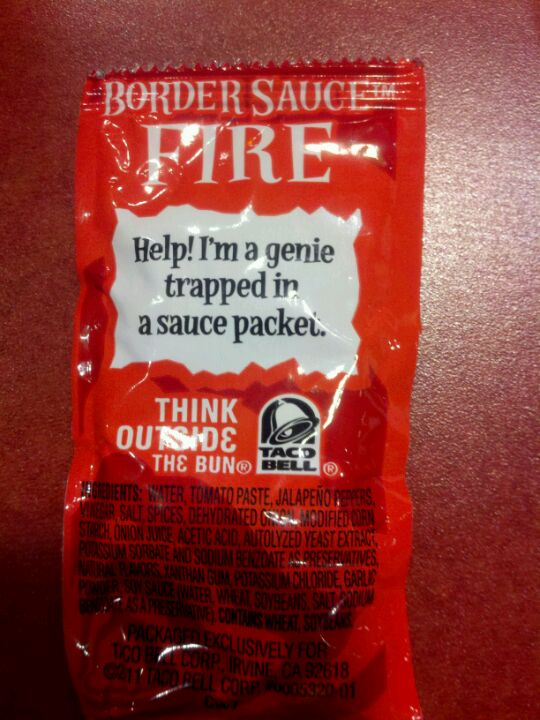 BORDER SAUCE™
FIRE
Help! I'm a genie
trapped in
a sauce packet.
THINK
OUTSIDE
THE BUN®
TACO
BELL ®
INGREDIENTS: WATER, TOMATO PASTE, JALAPEÑO PEPPERS,
VINEGAR, SALT, SPICES, DEHYDRATED ONION, MODIFIED CORN
STARCH, ONION JUICE, ACETIC ACID, AUTOLYZED YEAST EXTRACT,
POTASSIUM SORBATE AND SODIUM BENZOATE AS PRESERVATIVES,
NATURAL FLAVORS, XANTHAN GUM, POTASSIUM CHLORIDE, GARLIC
POWDER, SOY SAUCE (WATER, WHEAT, SOYBEANS, SALT, SODIUM
BENZOATE AS A PRESERVATIVE). CONTAINS WHEAT, SOYBEANS
PACKAGED EXCLUSIVELY FOR
TACO BELL CORP., IRVINE, CA 92618
TACO BELL CORP.